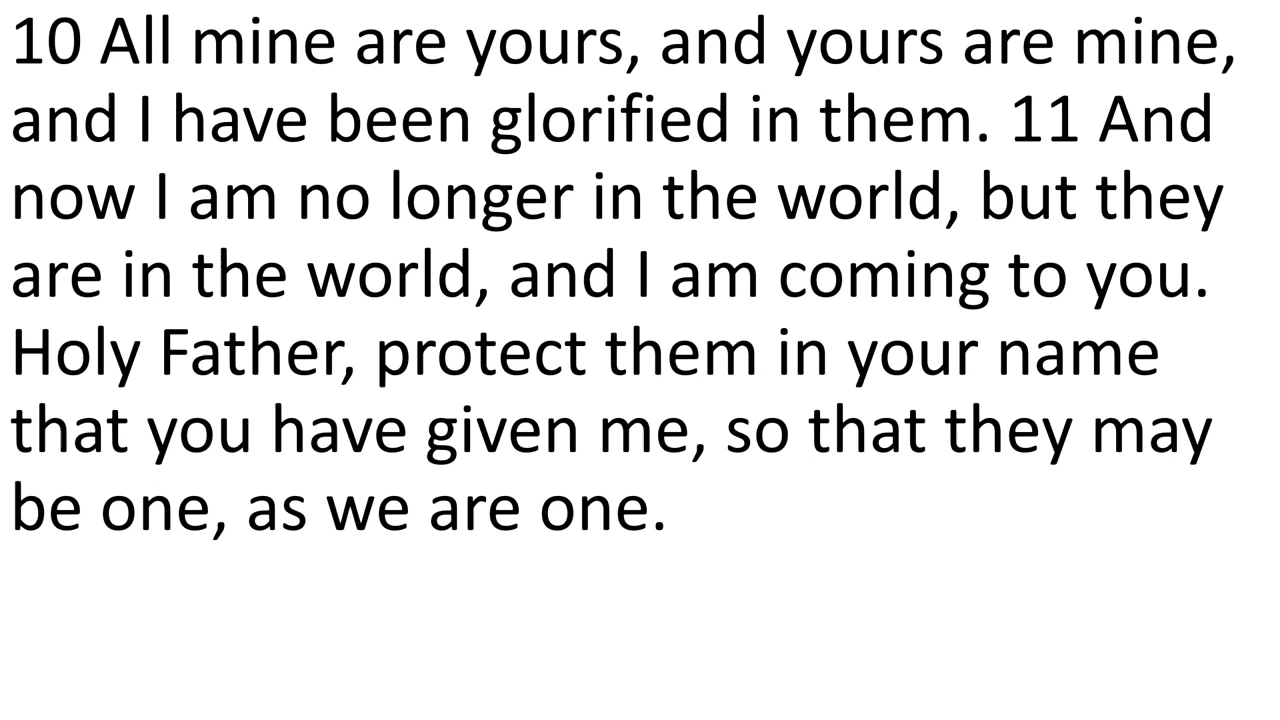 10 All mine are yours, and yours are mine,
and I have been glorified in them. 11 And
now I am no longer in the world, but they
are in the world, and I am coming to you.
Holy Father, protect them in your name
that you have given me, so that they may
be one, as we are one.